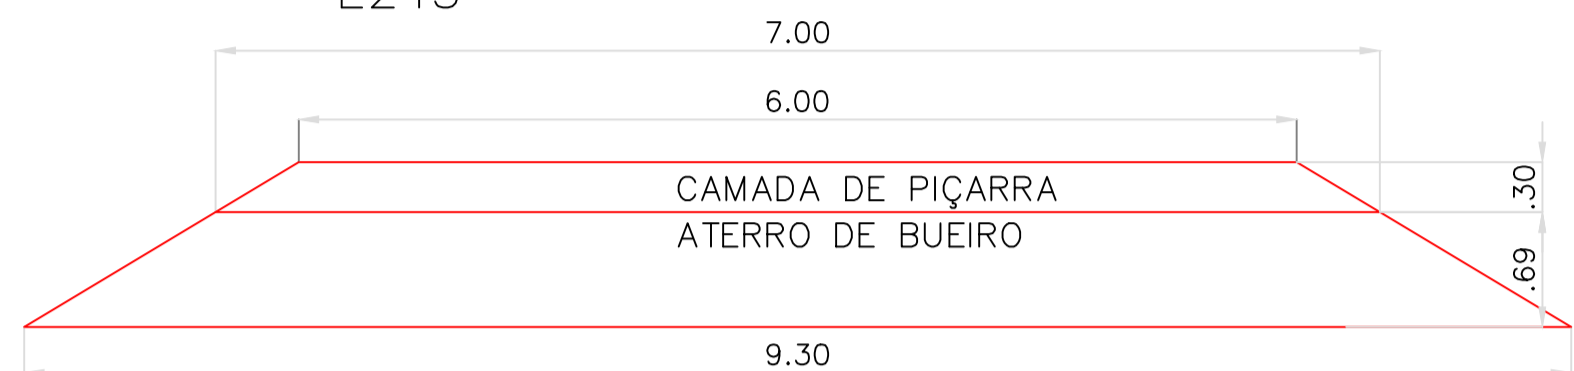 7.00
6.00
CAMADA DE PIÇARRA
.30
ATERRO DE BUEIRO
.69
9.30